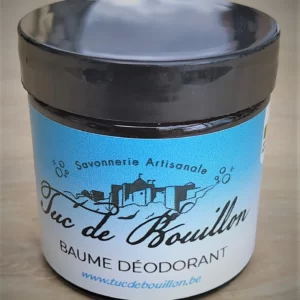 Savonnerie Artisanale
Tuc de Bouillon
BAUME DÉODORANT
www.tucdebouillon.be